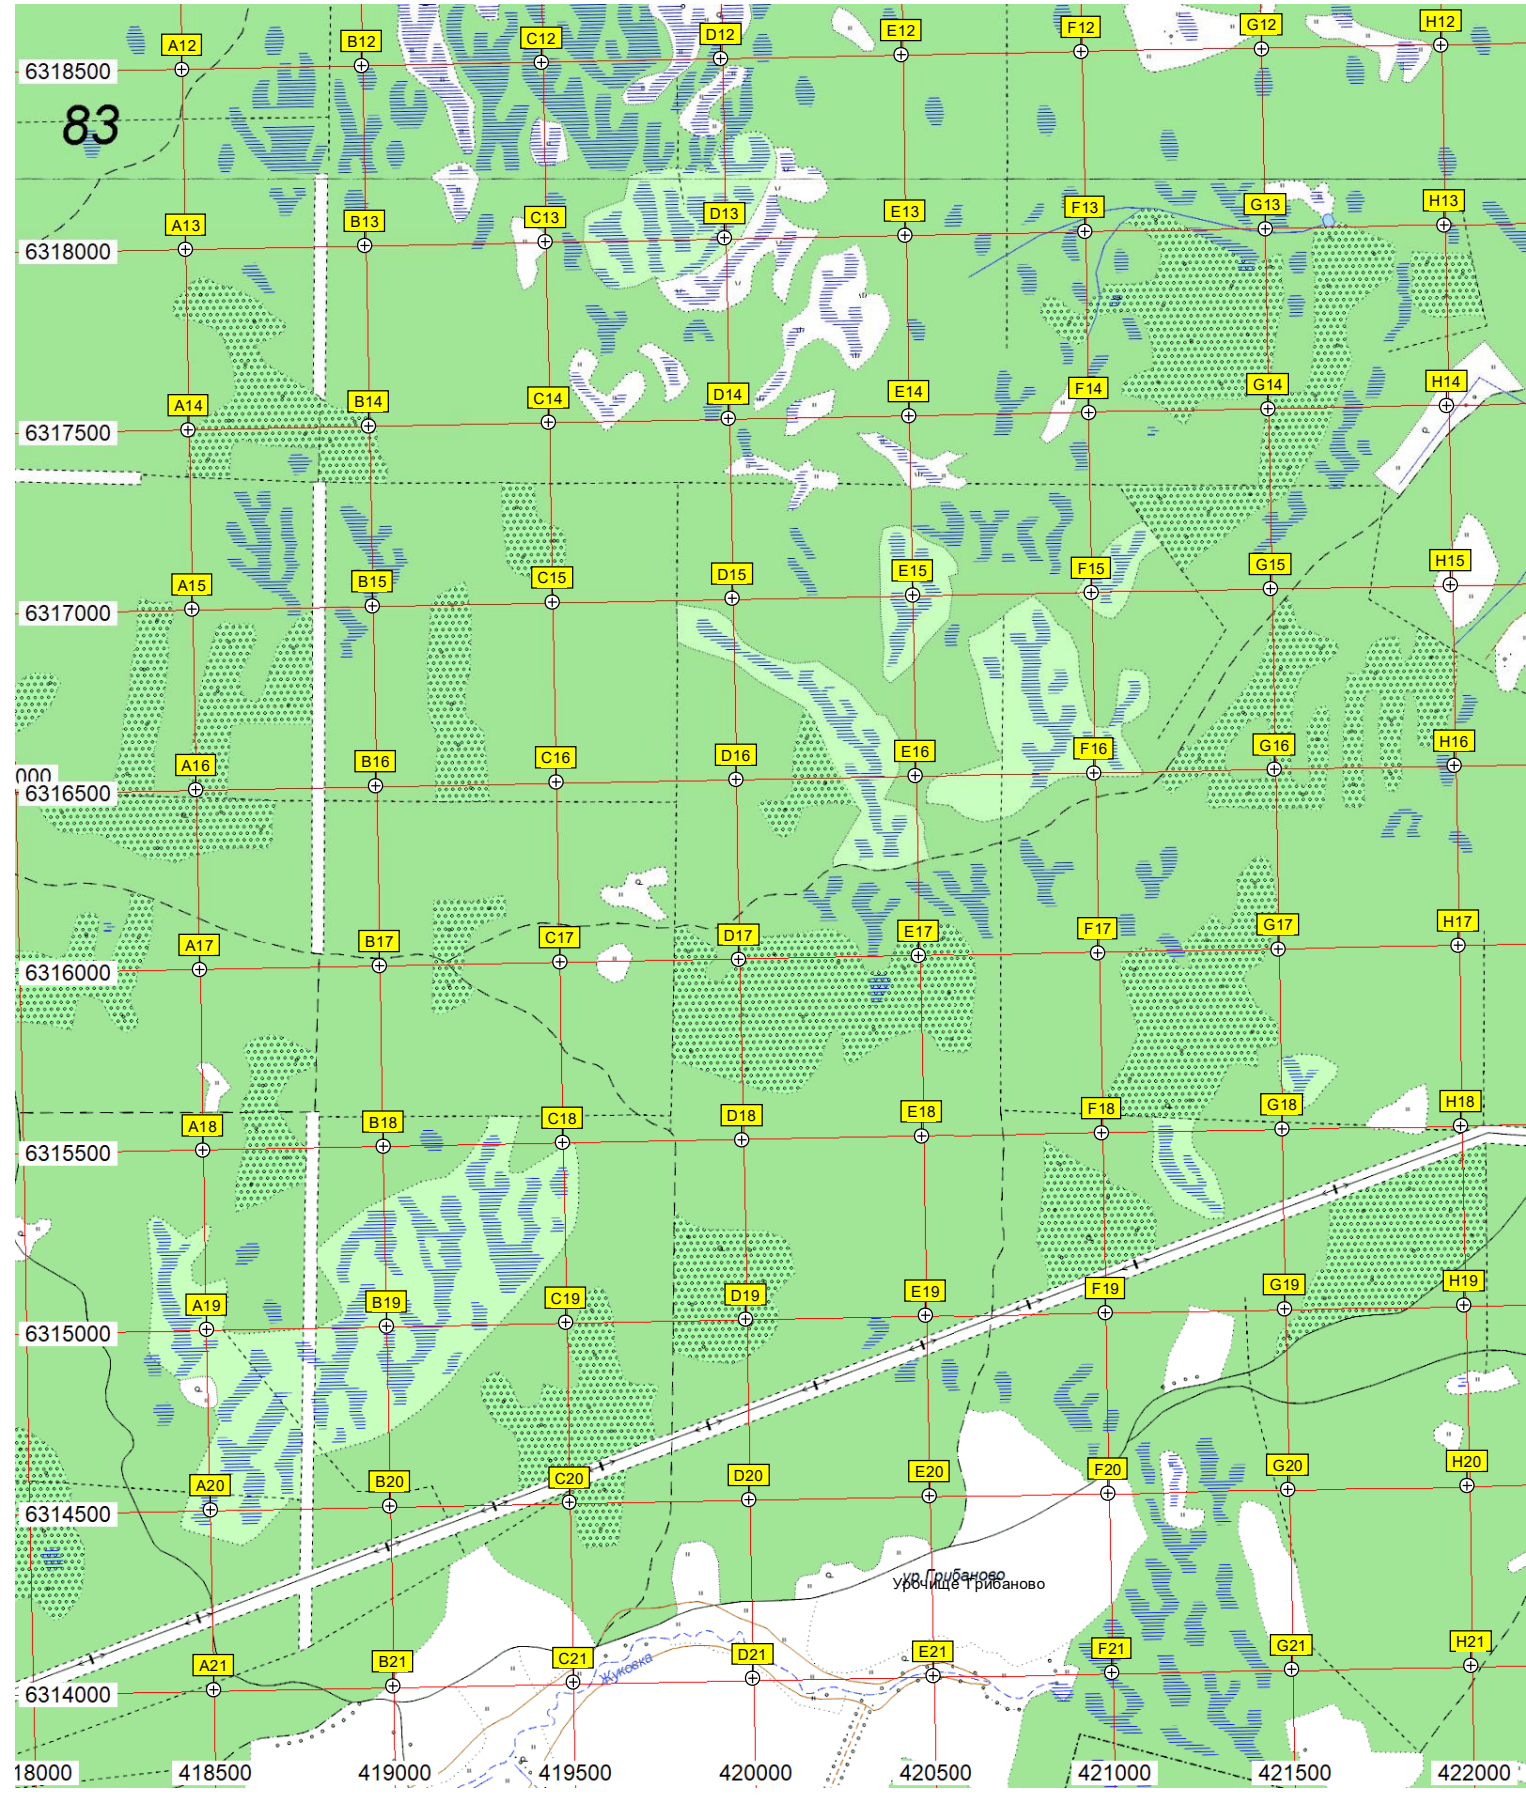 A12 B12 C12 D12 E12 F12 G12 H12
6318500
83
A13 B13 C13 D13 E13 F13 G13 H13
6318000
A14 B14 C14 D14 E14 F14 G14 H14
6317500
A15 B15 C15 D15 E15 F15 G15 H15
6317000
A16 B16 C16 D16 E16 F16 G16 H16
000
6316500
A17 B17 C17 D17 E17 F17 G17 H17
6316000
A18 B18 C18 D18 E18 F18 G18 H18
6315500
A19 B19 C19 D19 E19 F19 G19 H19
6315000
A20 B20 C20 D20 E20 F20 G20 H20
6314500
ур.Грибаново
Урочище Грибаново
A21 B21 C21 D21 E21 F21 G21 H21
Жуковка
6314000
18000 418500 419000 419500 420000 420500 421000 421500 422000